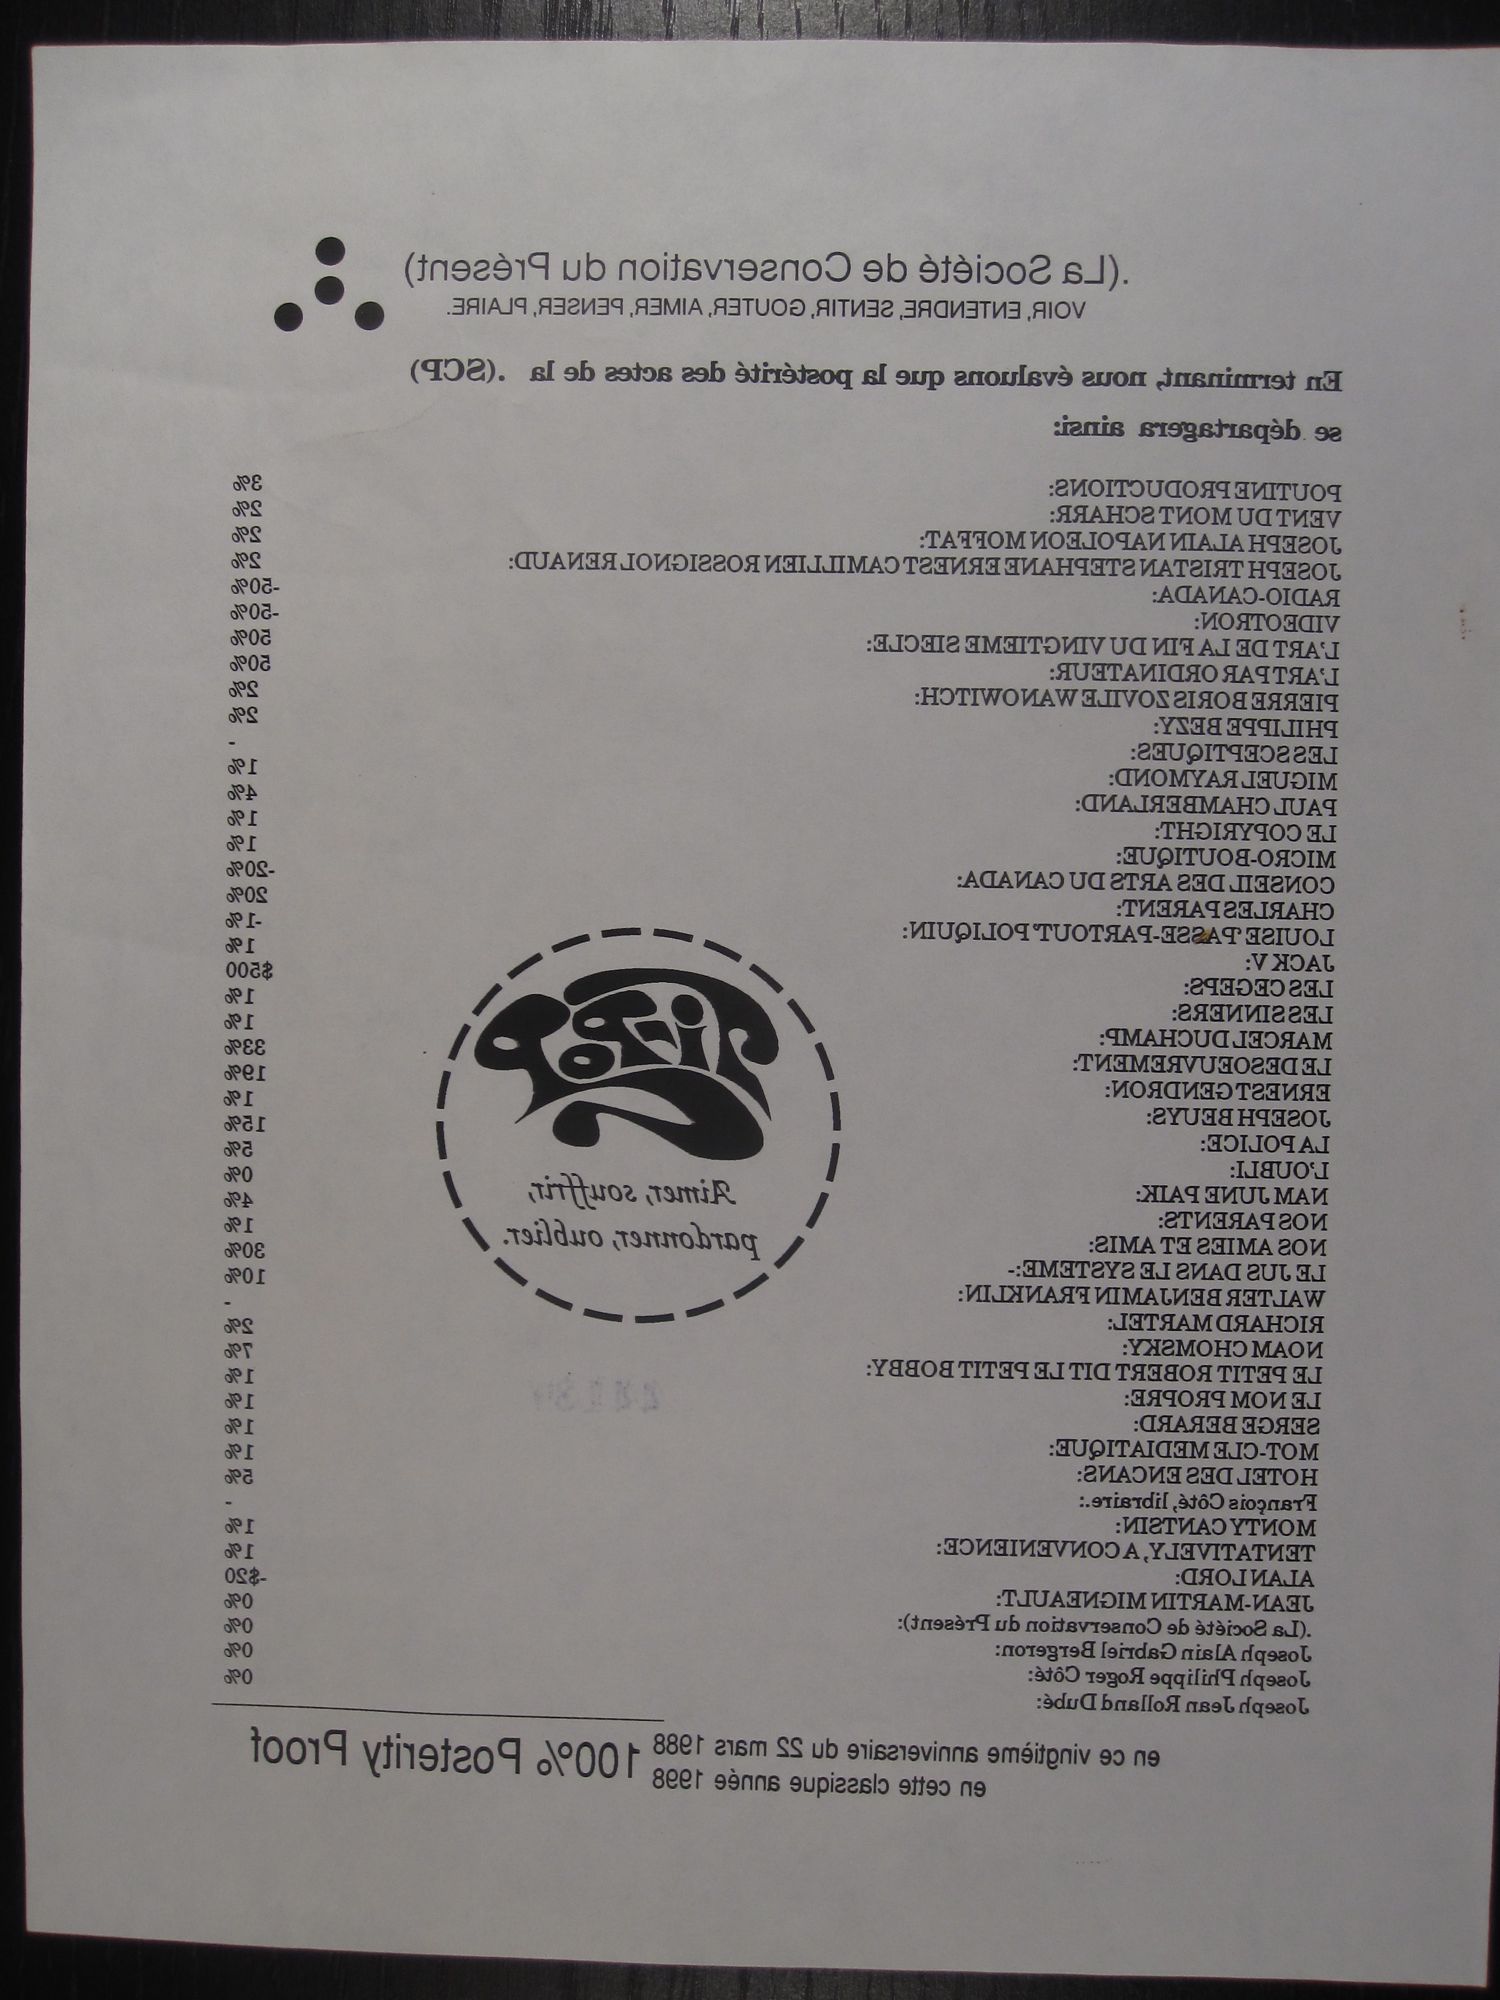 .(La Société de Conservation du Présent)
VOIR, ENTENDRE, SENTIR, GOUTER, AIMER, PENSER, PLAIRE.
En terminant, nous évaluons que la postérité des actes de la .(SCP)
se départagera ainsi:
POUTINE PRODUCTIONS: 3%
VENT DU MONT SCHARR: 2%
JOSEPH ALAIN NAPOLEON MOFFAT: 2%
JOSEPH TRISTAN STEPHANE ERNEST CAMILLIEN ROSSIGNOL RENAUD: 2%
RADIO-CANADA: -50%
VIDEOTRON: -50%
L'ART DE LA FIN DU VINGTIEME SIECLE: 50%
L'ART PAR ORDINATEUR: 50%
PIERRE BORIS ZOVILE WANOWITCH: 2%
PHILIPPE BEZY: 2%
LES SCEPTIQUES: -
MIGUEL RAYMOND: 1%
PAUL CHAMBERLAND: 4%
LE COPYRIGHT: 1%
MICRO-BOUTIQUE: 1%
CONSEIL DES ARTS DU CANADA: -20%
CHARLES PARENT: 20%
LOUISE "PASSE-PARTOUT" POLIQUIN: -1%
JACK V: 1%
LES CEGEPS: $500
LES SINNERS: 1%
MARCEL DUCHAMP: 1%
LE DESOEUVREMENT: 33%
ERNEST GENDRON: 19%
JOSEPH BEUYS: 1%
LA POLICE: 15%
L'OUBLI: 5%
NAM JUNE PAIK: 0%
NOS PARENTS: 4%
NOS AMIES ET AMIS: 1%
LE JUS DANS LE SYSTEME:- 30%
WALTER BENJAMIN FRANKLIN: 10%
RICHARD MARTEL: -
NOAM CHOMSKY: 2%
LE PETIT ROBERT DIT LE PETIT BOBBY: 7%
LE NOM PROPRE: 1%
SERGE BERARD: 1%
MOT-CLE MEDIATIQUE: 1%
HOTEL DES ENCANS: 1%
François Côté, libraire.: 5%
MONTY CANTSIN: -
TENTATIVELY, A CONVENIENCE: 1%
ALAN LORD: 1%
JEAN-MARTIN MIGNEAULT: -$20
.(La Société de Conservation du Présent): 0%
Joseph Alain Gabriel Bergeron: 0%
Joseph Philippe Roger Côté: 0%
Joseph Jean Rolland Dubé: 0%
Aimer, souffrir,
pardonner, oublier.
en ce vingtième anniversaire du 22 mars 1988
en cette classique année 1998
100% Posterity Proof